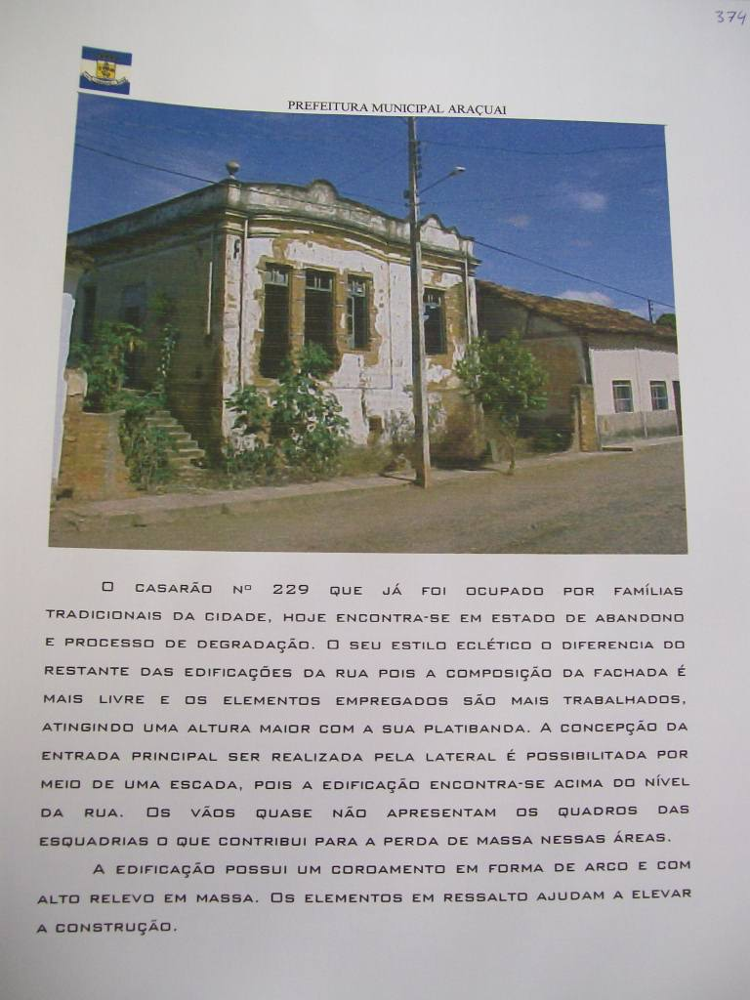 374
PREFEITURA MUNICIPAL ARAÇUAI
O CASARÃO Nº 229 QUE JÁ FOI OCUPADO POR FAMÍLIAS
TRADICIONAIS DA CIDADE, HOJE ENCONTRA-SE EM ESTADO DE ABANDONO
E PROCESSO DE DEGRADAÇÃO. O SEU ESTILO ECLÉTICO O DIFERENCIA DO
RESTANTE DAS EDIFICAÇÕES DA RUA POIS A COMPOSIÇÃO DA FACHADA É
MAIS LIVRE E OS ELEMENTOS EMPREGADOS SÃO MAIS TRABALHADOS,
ATINGINDO UMA ALTURA MAIOR COM A SUA PLATIBANDA. A CONCEPÇÃO DA
ENTRADA PRINCIPAL SER REALIZADA PELA LATERAL É POSSIBILITADA POR
MEIO DE UMA ESCADA, POIS A EDIFICAÇÃO ENCONTRA-SE ACIMA DO NÍVEL
DA RUA. OS VÃOS QUASE NÃO APRESENTAM OS QUADROS DAS
ESQUADRIAS O QUE CONTRIBUI PARA A PERDA DE MASSA NESSAS ÁREAS.
A EDIFICAÇÃO POSSUI UM COROAMENTO EM FORMA DE ARCO E COM
ALTO RELEVO EM MASSA. OS ELEMENTOS EM RESSALTO AJUDAM A ELEVAR
A CONSTRUÇÃO.